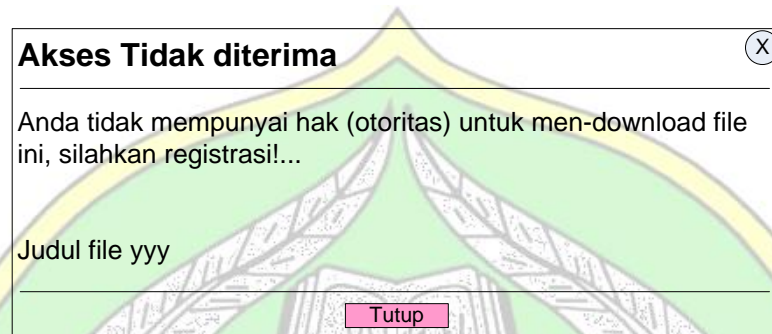 Akses Tidak diterima
X
Anda tidak mempunyai hak (otoritas) untuk men-download file
ini, silahkan registrasi!...
Judul file yyy
Tutup